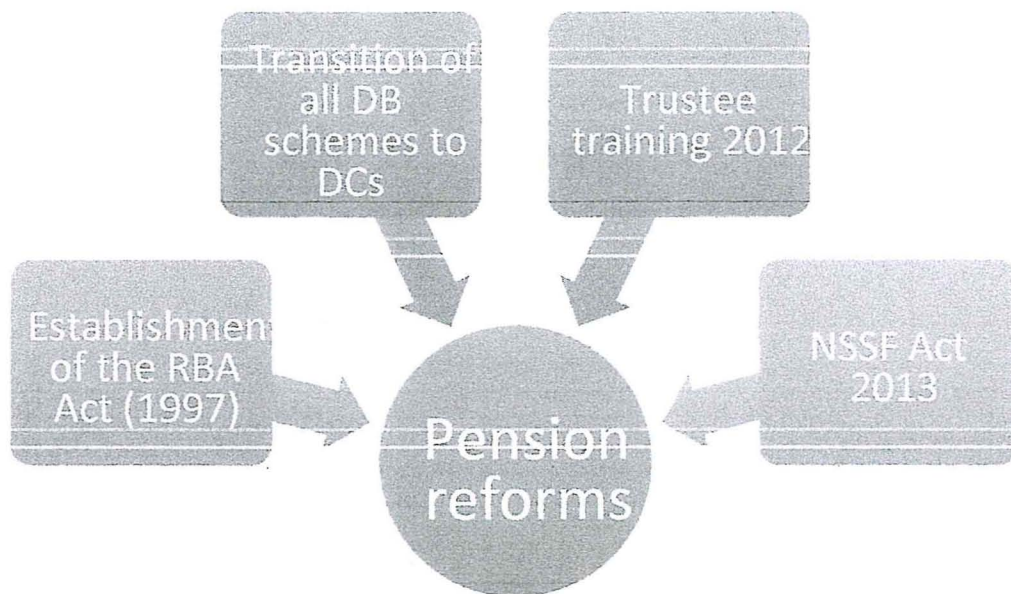 Transition of
all DB
schemes to
DCs
Trustee
training 2012
Establishmen
of the RBA
Act (1997)
NSSF Act
2013
Pension
reforms